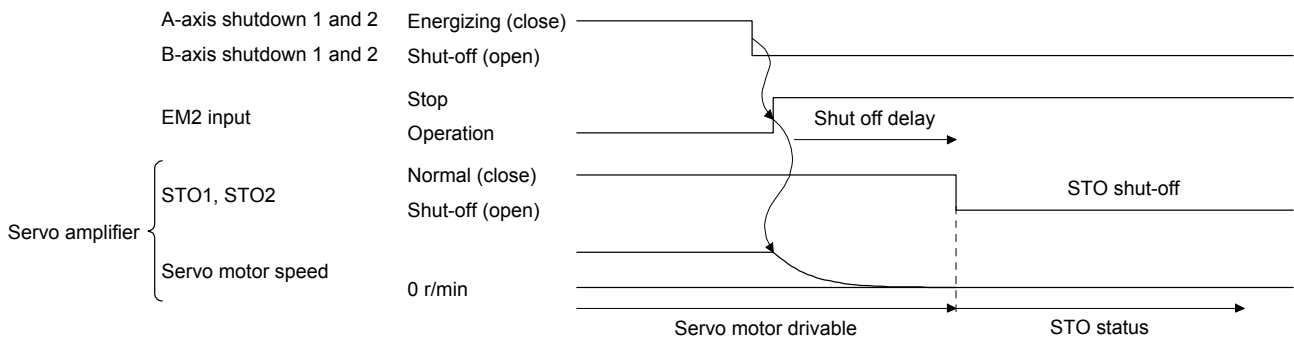 A-axis shutdown 1 and 2 Energizing (close)
B-axis shutdown 1 and 2 Shut-off (open)
Stop
EM2 input
Operation
Shut off delay
Normal (close)
STO1, STO2
Shut-off (open)
STO shut-off
Servo amplifier
Servo motor speed
0 r/min
Servo motor drivable
STO status